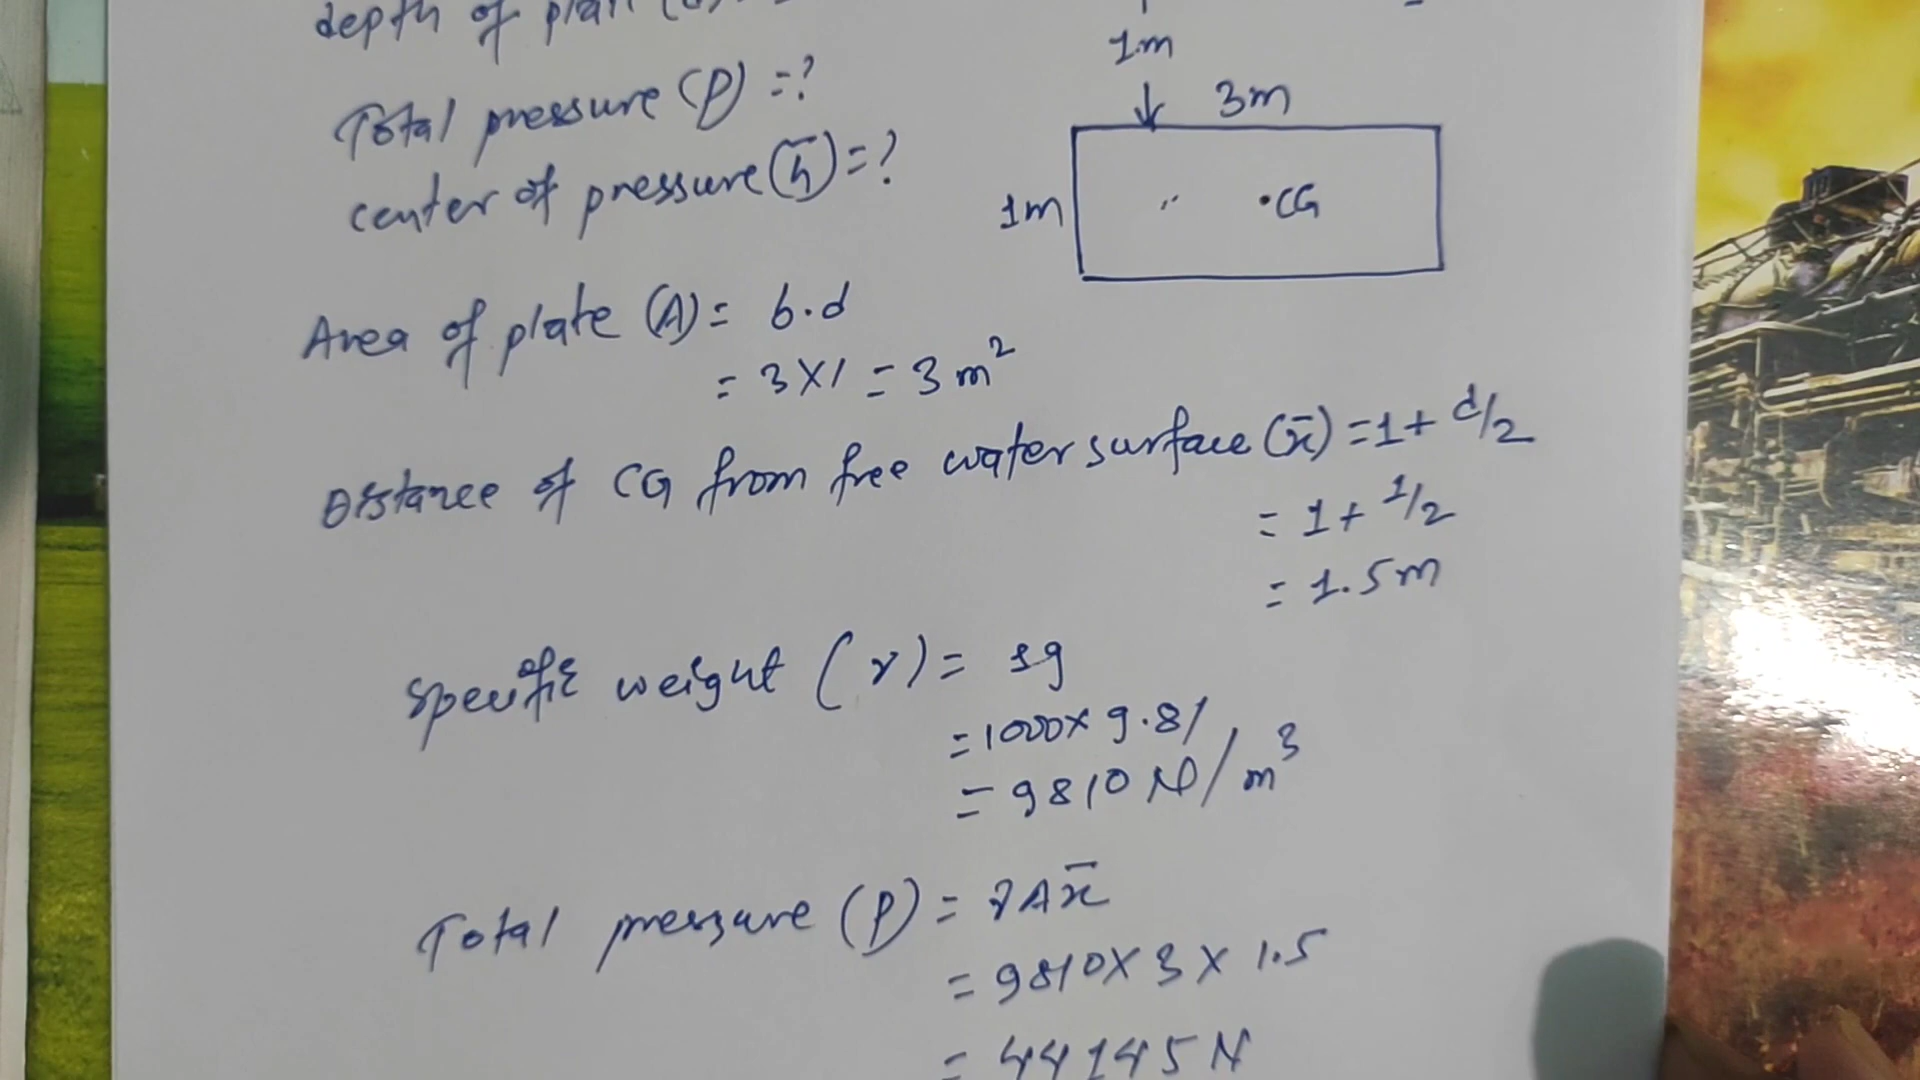 depth of
1m
Total pressure (P) =?
3m
center of pressure (h̅) =?
1m
.CG
Area of plate (A) = b.d
= 3 X 1 = 3 m²
Distance of CG from free water surface (x̄) = 1 + d/2
= 1 + 1/2
= 1.5m
Specific weight (γ) = ρg
= 1000 x 9.81
= 9810 N/m³
Total pressure (P) = γAx̄
= 9810 X 3 X 1.5
= 44145 N